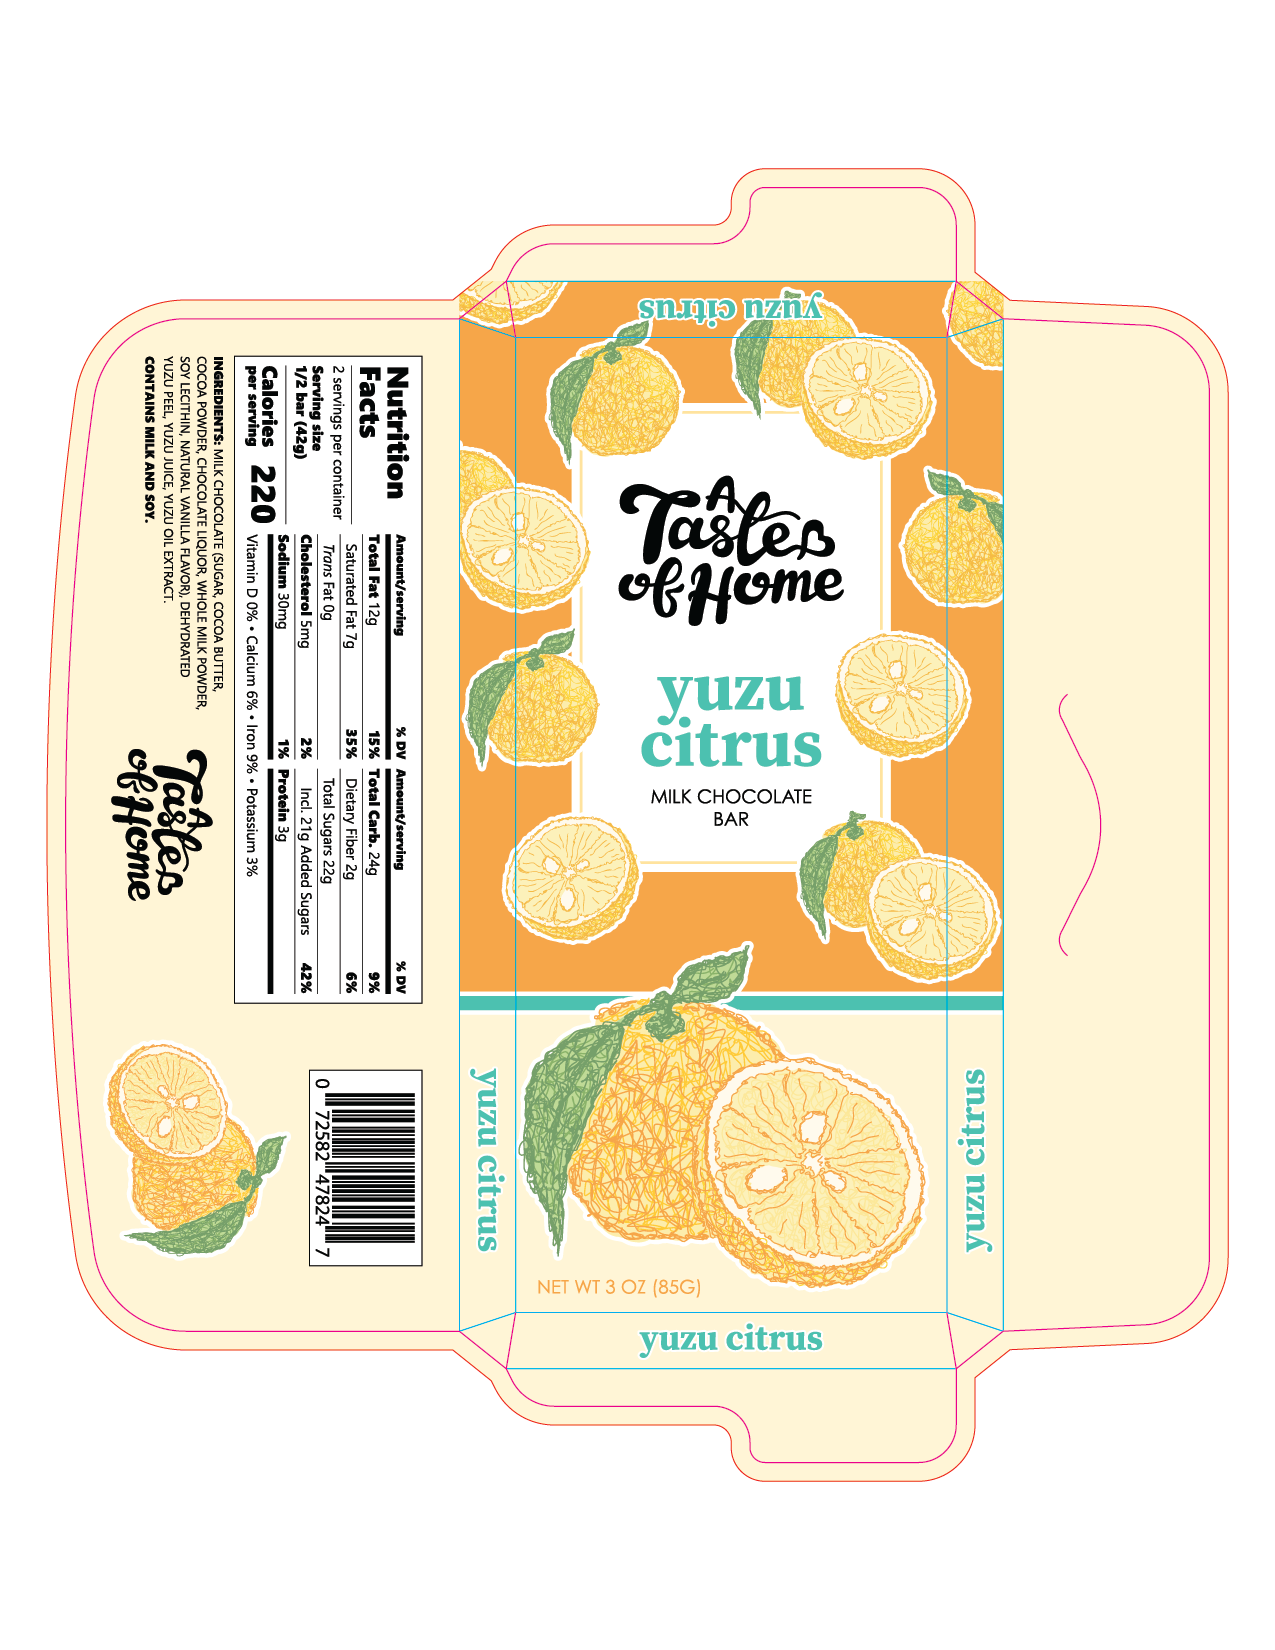 yuzu citrus
A
Tastes
of Home
yuzu
citrus
MILK CHOCOLATE
BAR
yuzu citrus
yuzu citrus
NET WT 3 OZ (85G)
yuzu citrus
Nutrition
Facts
2 servings per container
Serving size
1/2 bar (42g)
Calories
per serving
220
Amount/serving % DV
Total Fat 12g 15%
Saturated Fat 7g 35%
Trans Fat 0g
Cholesterol 5mg 2%
Sodium 30mg 1%
Amount/serving % DV
Total Carb. 24g 9%
Dietary Fiber 2g 6%
Total Sugars 22g
Incl. 21g Added Sugars 42%
Protein 3g
Vitamin D 0% • Calcium 6% • Iron 9% • Potassium 3%
INGREDIENTS: MILK CHOCOLATE (SUGAR, COCOA BUTTER,
COCOA POWDER, CHOCOLATE LIQUOR, WHOLE MILK POWDER,
SOY LECITHIN, NATURAL VANILLA FLAVOR), DEHYDRATED
YUZU PEEL, YUZU JUICE, YUZU OIL EXTRACT.
CONTAINS MILK AND SOY.
A
Tastes
of Home
0 72582 47824 7